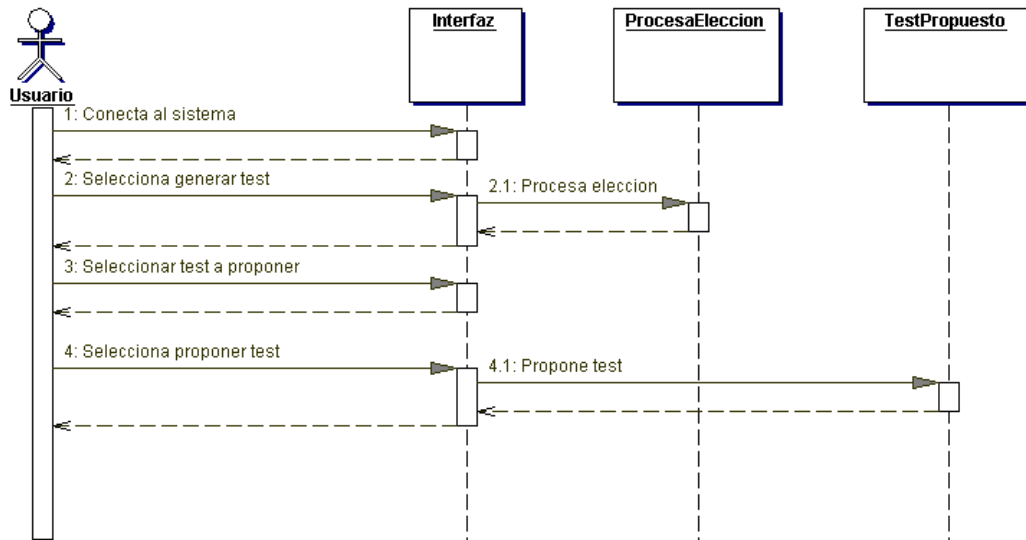 Interfaz
ProcesaEleccion
TestPropuesto
Usuario
1: Conecta al sistema
2: Selecciona generar test
2.1: Procesa eleccion
3: Seleccionar test a proponer
4: Selecciona proponer test
4.1: Propone test